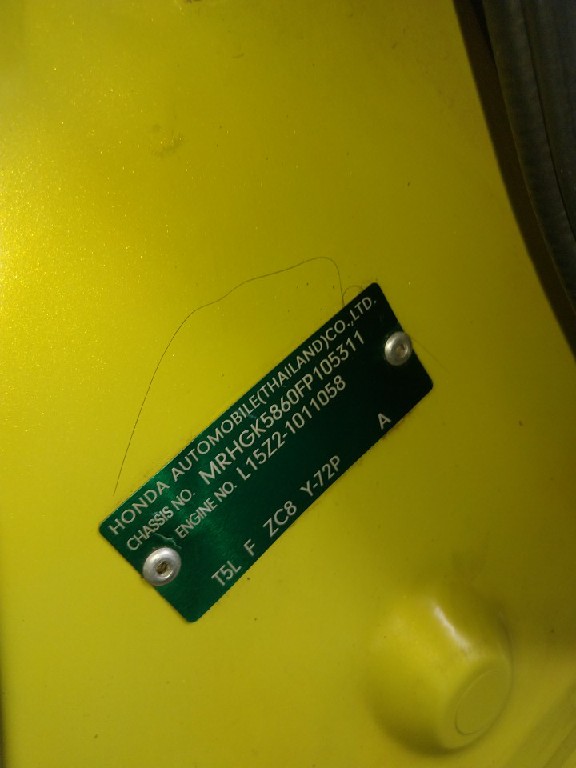 HONDA AUTOMOBILE(THAILAND)CO.,LTD.
CHASSIS NO. MRHGK5860FP105311
ENGINE NO. L15Z2-1011058
T5L F ZC8 Y-72P A